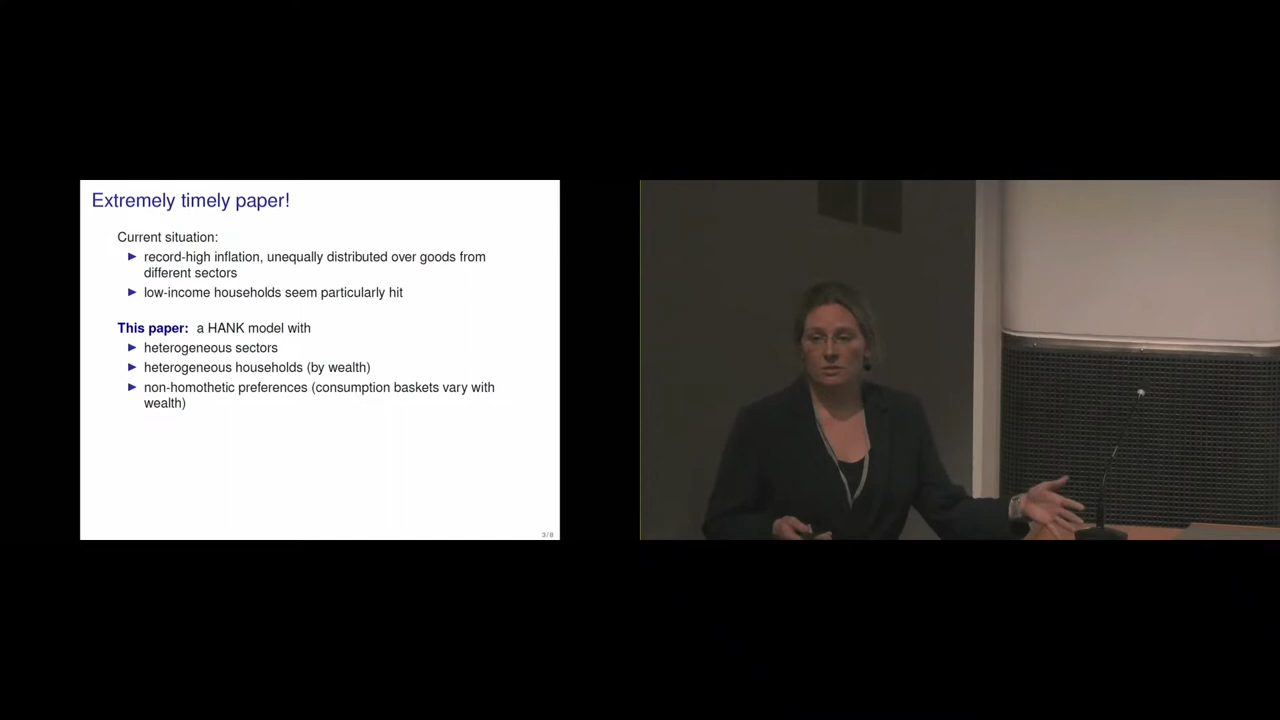 Extremely timely paper!
Current situation:
▶ record-high inflation, unequally distributed over goods from
different sectors
▶ low-income households seem particularly hit
This paper: a HANK model with
▶ heterogeneous sectors
▶ heterogeneous households (by wealth)
▶ non-homothetic preferences (consumption baskets vary with
wealth)
3/8